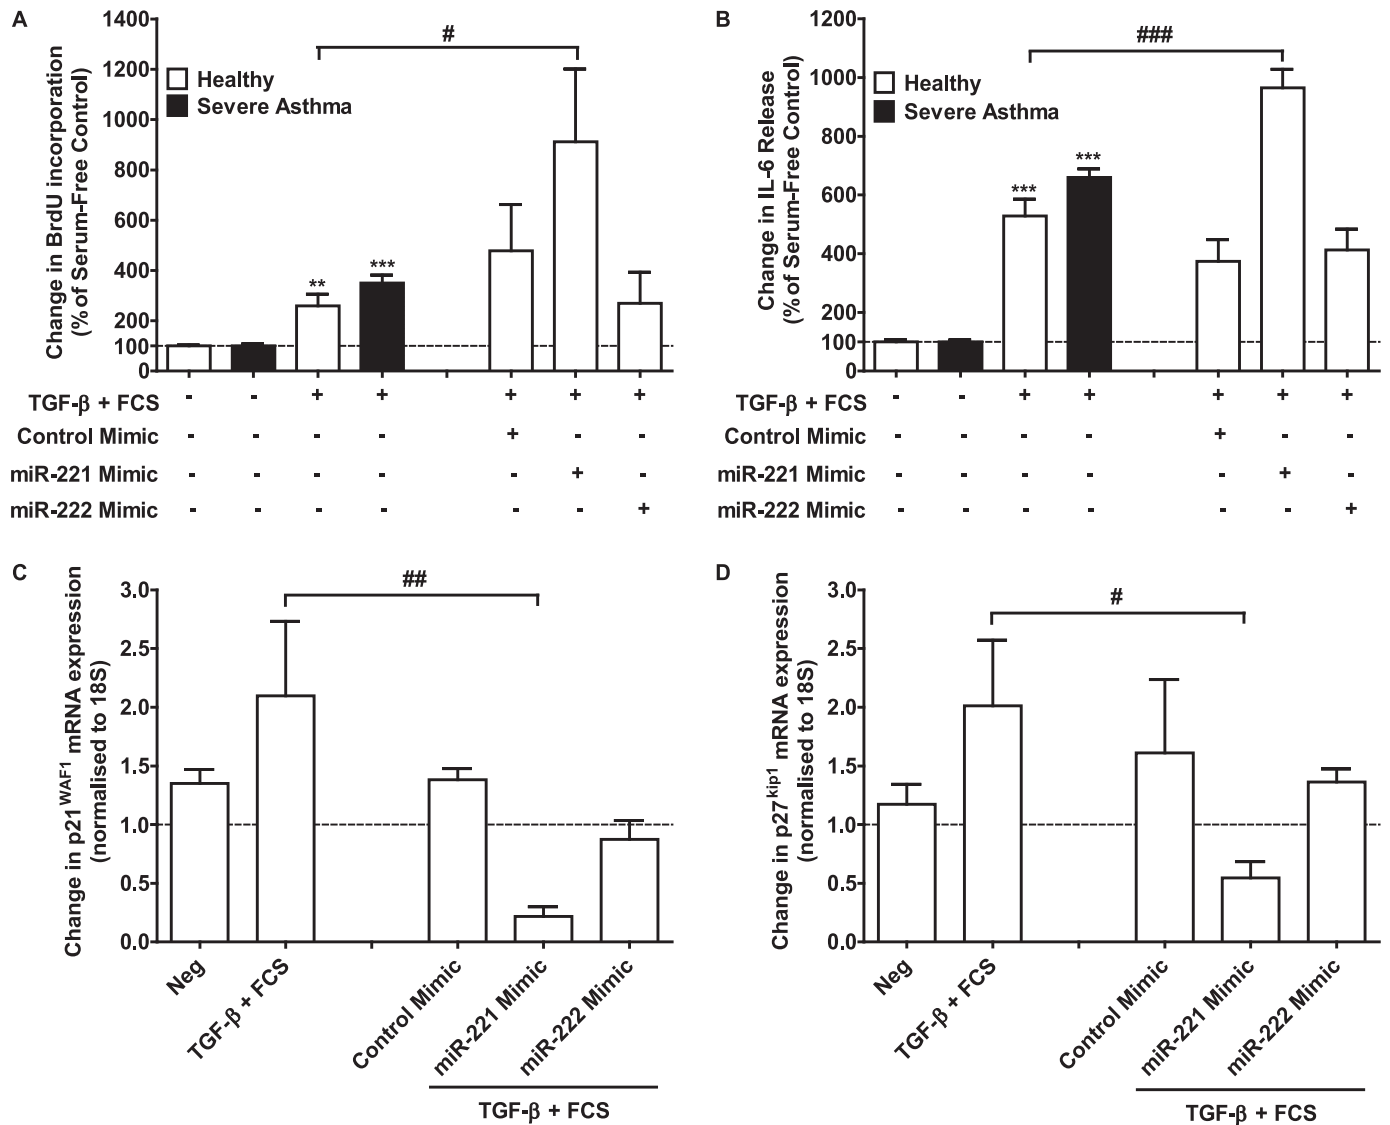 A
Change in BrdU incorporation
(% of Serum-Free Control)
1400
1200
1000
800
600
400
200
100
0
Healthy
Severe Asthma
**
***
#
TGF-β + FCS - - + + + + +
Control Mimic - - - - + - -
miR-221 Mimic - - - - - + -
miR-222 Mimic - - - - - - +
B
Change in IL-6 Release
(% of Serum-Free Control)
1200
1000
800
600
400
200
100
0
Healthy
Severe Asthma
***
***
###
TGF-β + FCS - - + + + + +
Control Mimic - - - - + - -
miR-221 Mimic - - - - - + -
miR-222 Mimic - - - - - - +
C
Change in p21WAF1 mRNA expression
(normalised to 18S)
3.0
2.5
2.0
1.5
1.0
0.5
0.0
##
Neg
TGF-β + FCS
Control Mimic
miR-221 Mimic
miR-222 Mimic
TGF-β + FCS
D
Change in p27kip1 mRNA expression
(normalised to 18S)
3.0
2.5
2.0
1.5
1.0
0.5
0.0
#
Neg
TGF-β + FCS
Control Mimic
miR-221 Mimic
miR-222 Mimic
TGF-β + FCS